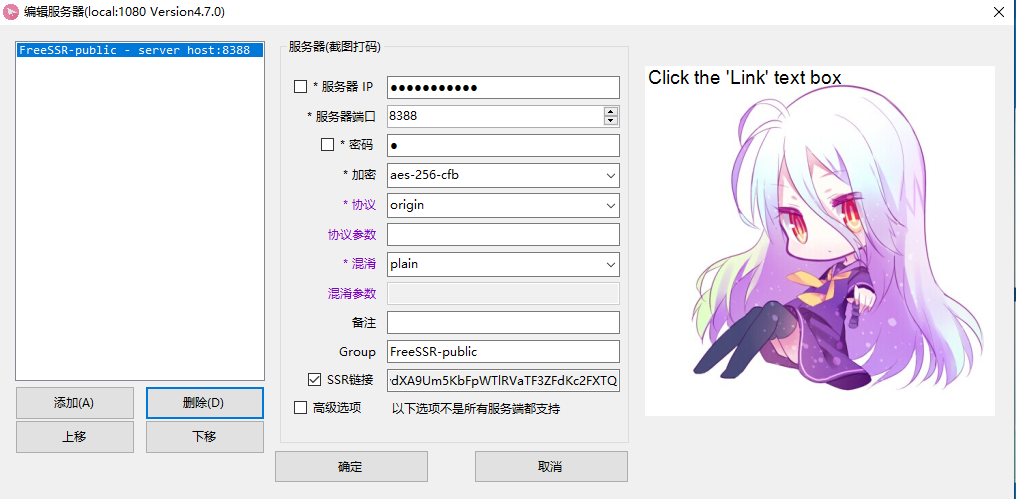 编辑服务器(local:1080 Version4.7.0)
FreeSSR-public - server host:8388
服务器(截图打码)
* 服务器 IP ●●●●●●●●●●●
* 服务器端口 8388
* 密码 ●
* 加密 aes-256-cfb
* 协议 origin
协议参数
* 混淆 plain
混淆参数
备注
Group FreeSSR-public
SSR链接 dXA9Um5KbFpWTlRVaTF3ZFdKc2FXTQ
高级选项 以下选项不是所有服务端都支持
添加(A) 删除(D)
上移 下移
确定 取消
Click the 'Link' text box